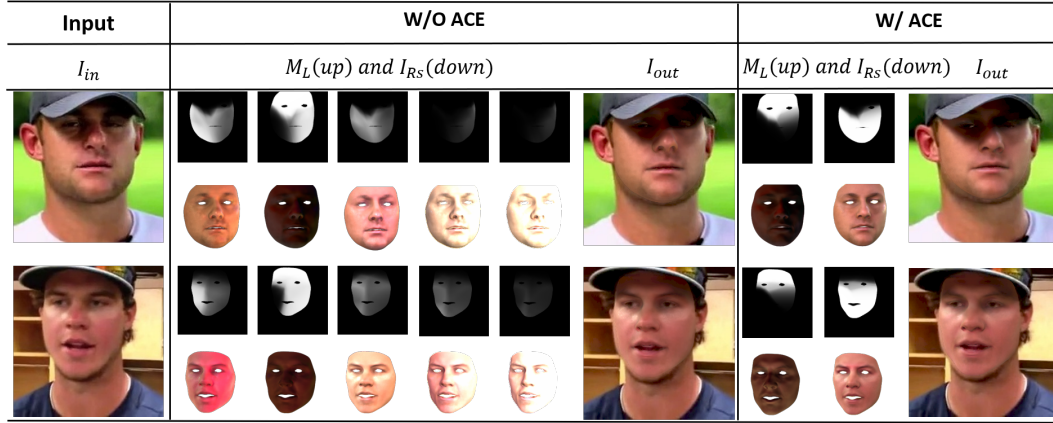 Input W/O ACE W/ ACE
I_in M_L(up) and I_Rs(down) I_out M_L(up) and I_Rs(down) I_out